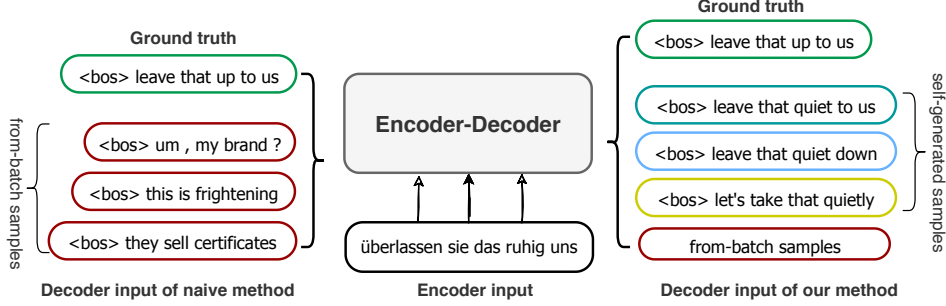 Ground truth
<bos> leave that up to us
from-batch samples
<bos> um , my brand ?
<bos> this is frightening
<bos> they sell certificates
Decoder input of naive method
Encoder-Decoder
überlassen sie das ruhig uns
Encoder input
Ground truth
<bos> leave that up to us
<bos> leave that quiet to us
<bos> leave that quiet down
<bos> let's take that quietly
self-generated samples
from-batch samples
Decoder input of our method